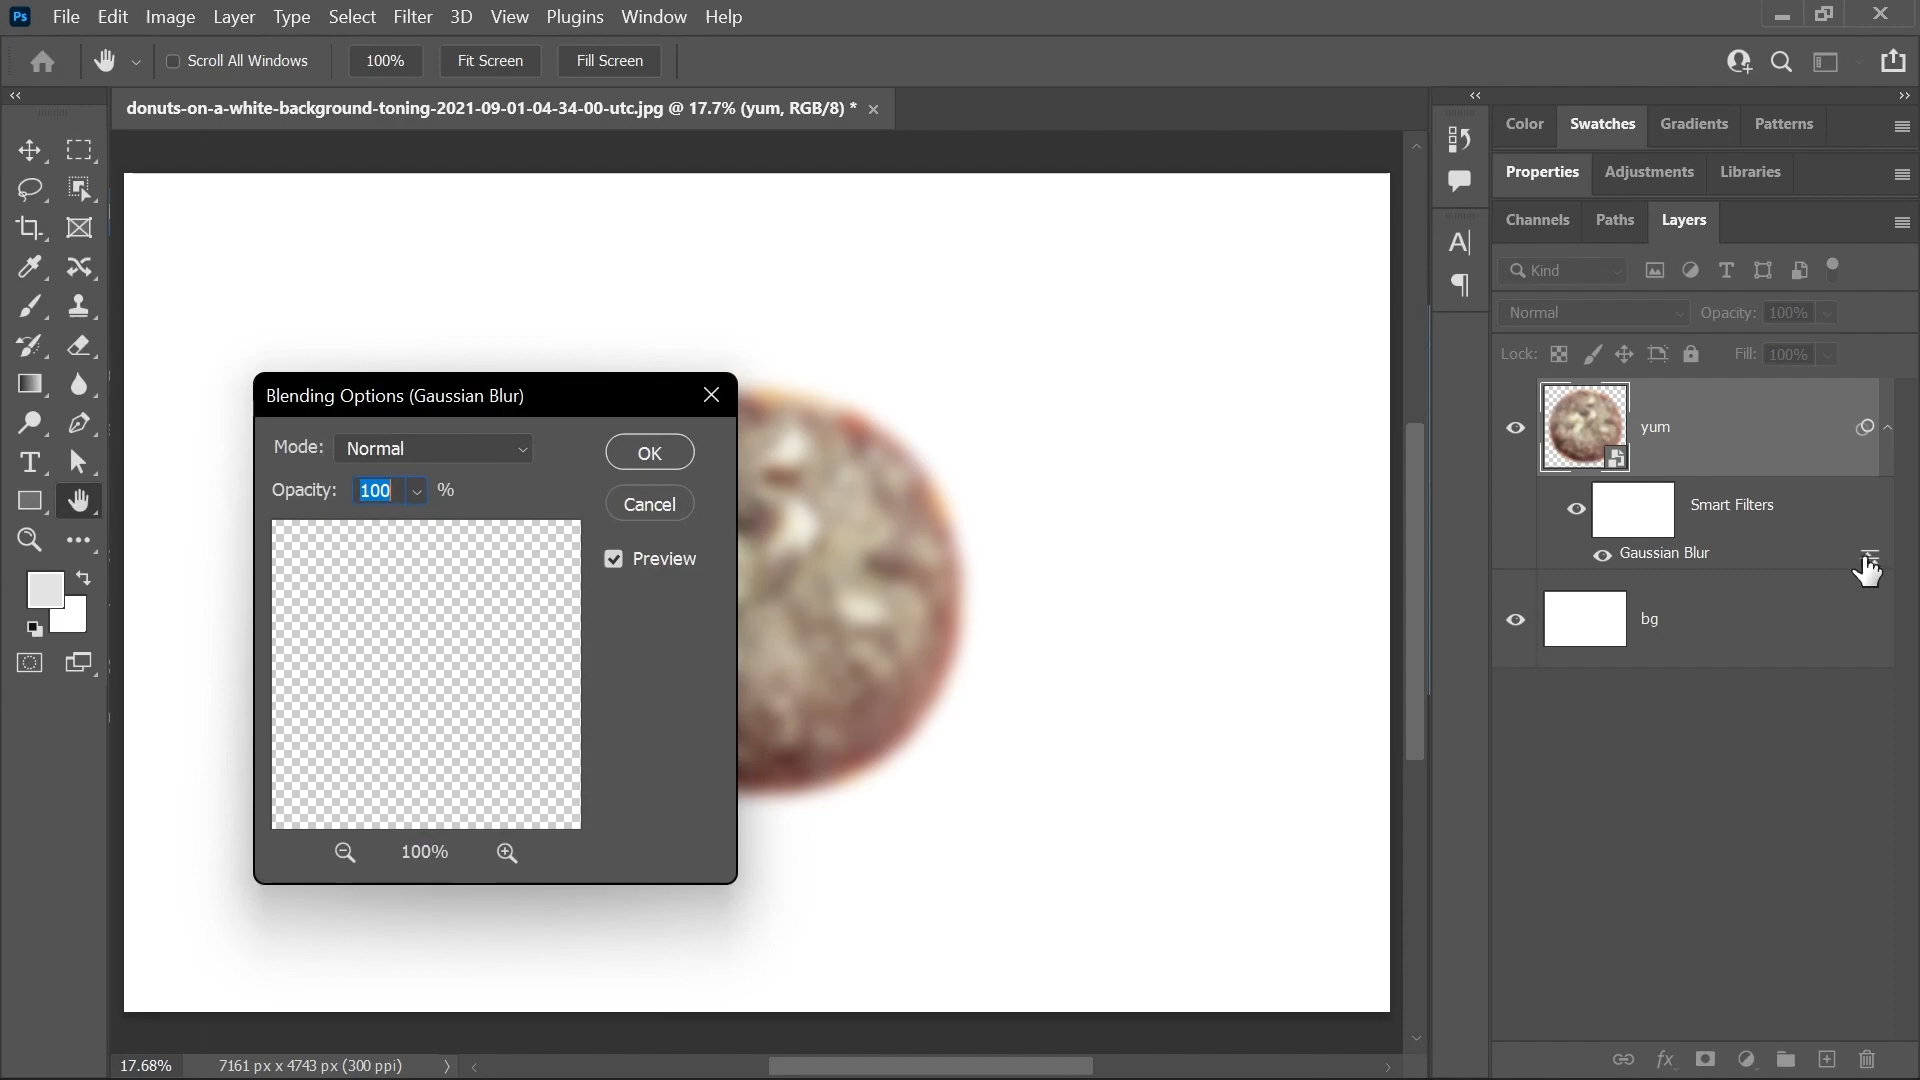 Ps File Edit Image Layer Type Select Filter 3D View Plugins Window Help
Scroll All Windows 100% Fit Screen Fill Screen
donuts-on-a-white-background-toning-2021-09-01-04-34-00-utc.jpg @ 17.7% (yum, RGB/8) *
Color Swatches Gradients Patterns
Properties Adjustments Libraries
Channels Paths Layers
Kind
Normal Opacity: 100%
Lock: Fill: 100%
yum
Smart Filters
Gaussian Blur
bg
Blending Options (Gaussian Blur)
Mode: Normal OK
Opacity: 100 % Cancel
Preview
100%
17.68% 7161 px x 4743 px (300 ppi)